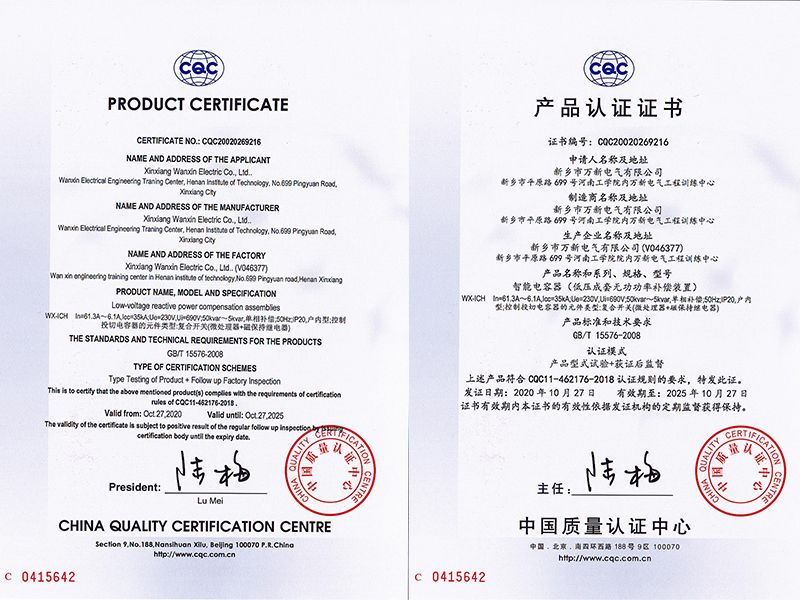 CQC
PRODUCT CERTIFICATE
CERTIFICATE NO.: CQC20020269216
NAME AND ADDRESS OF THE APPLICANT
Xinxiang Wanxin Electric Co., Ltd..
Wanxin Electrical Engineering Traning Center, Henan Institute of Technology, No.699 Pingyuan Road,
Xinxiang City
NAME AND ADDRESS OF THE MANUFACTURER
Xinxiang Wanxin Electric Co., Ltd..
Wanxin Electrical Engineering Traning Center, Henan Institute of Technology, No.699 Pingyuan Road,
Xinxiang City
NAME AND ADDRESS OF THE FACTORY
Xinxiang Wanxin Electric Co., Ltd.. (V046377)
Wan xin engineering training center in Henan institute of technology,No.699 Pingyuan road,Henan Xinxiang
PRODUCT NAME, MODEL AND SPECIFICATION
Low-voltage reactive power compensation assemblies
WX-ICH In=61.3A～6.1A,Icc=35kA;Ue=230V,Ui=690V;50kvar～5kvar,单相补偿;50Hz;IP20,户内型;控制
投切电容器的元件类型:复合开关(微处理器+磁保持继电器)
THE STANDARDS AND TECHNICAL REQUIREMENTS FOR THE PRODUCTS
GB/T 15576-2008
TYPE OF CERTIFICATION SCHEMES
Type Testing of Product + Follow up Factory Inspection
This is to certify that the above mentioned product(s) complies with the requirements of certification
rules of CQC11-462176-2018 .
Valid from: Oct.27,2020 Valid until: Oct.27,2025
The validity of the certificate is subject to positive result of the regular follow up inspection by issuing
certification body until the expiry date.
President: 陆梅
Lu Mei
CHINA QUALITY CERTIFICATION CENTRE
中国质量认证中心
CHINA QUALITY CERTIFICATION CENTRE
Section 9,No.188,Nansihuan Xilu, Beijing 100070 P.R.China
http://www.cqc.com.cn
C 0415642
CQC
产品认证证书
证书编号: CQC20020269216
申请人名称及地址
新乡市万新电气有限公司
新乡市平原路 699 号河南工学院内万新电气工程训练中心
制造商名称及地址
新乡市万新电气有限公司
新乡市平原路 699 号河南工学院内万新电气工程训练中心
生产企业名称及地址
新乡市万新电气有限公司(V046377)
新乡市平原路 699 号河南工学院内万新电气工程训练中心
产品名称和系列、规格、型号
智能电容器（低压成套无功功率补偿装置）
WX-ICH In=61.3A～6.1A,Icc=35kA;Ue=230V,Ui=690V;50kvar～5kvar,单相补偿;50Hz;IP20,户内
型;控制投切电容器的元件类型:复合开关(微处理器+磁保持继电器)
产品标准和技术要求
GB/T 15576-2008
认证模式
产品型式试验+获证后监督
上述产品符合 CQC11-462176-2018 认证规则的要求，特发此证。
发证日期: 2020 年 10 月 27 日 有效期至: 2025 年 10 月 27 日
证书有效期内本证书的有效性依据发证机构的定期监督获得保持。
主任: 陆梅
中国质量认证中心
CHINA QUALITY CERTIFICATION CENTRE
中国质量认证中心
中国．北京．南四环西路 188 号 9 区 100070
http://www.cqc.com.cn
C 0415642